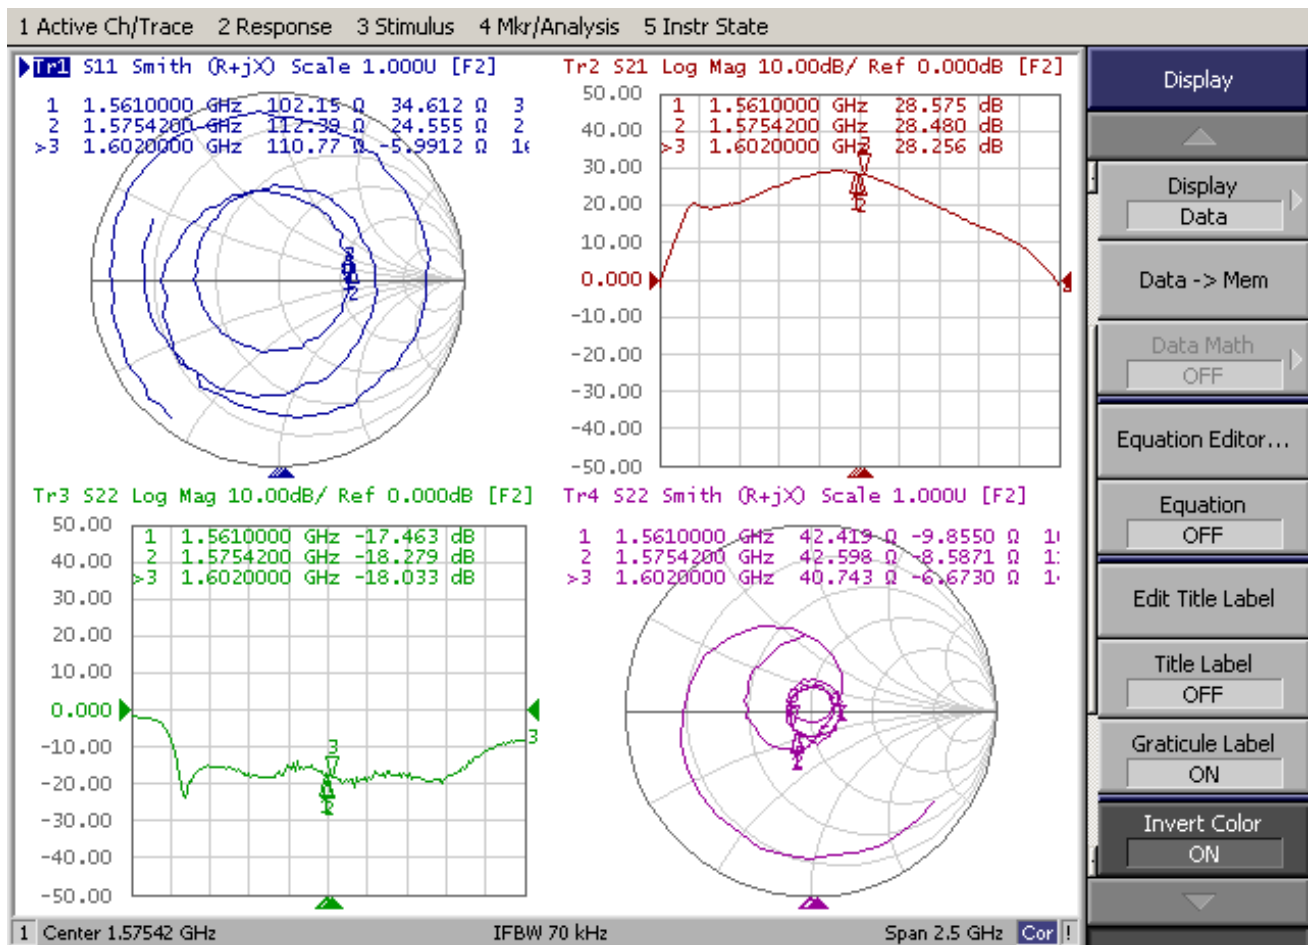 1 Active Ch/Trace 2 Response 3 Stimulus 4 Mkr/Analysis 5 Instr State
Tr1 S11 Smith (R+jX) Scale 1.000U [F2]
1 1.5610000 GHz 102.15 Ω 34.612 Ω 3
2 1.5754200 GHz 112.39 Ω 24.555 Ω 2
>3 1.6020000 GHz 110.77 Ω -5.9912 Ω
Tr2 S21 Log Mag 10.00dB/ Ref 0.000dB [F2]
50.00
40.00
30.00
20.00
10.00
0.000
-10.00
-20.00
-30.00
-40.00
-50.00
1 1.5610000 GHz 28.575 dB
2 1.5754200 GHz 28.480 dB
>3 1.6020000 GHz 28.256 dB
Tr3 S22 Log Mag 10.00dB/ Ref 0.000dB [F2]
50.00
40.00
30.00
20.00
10.00
0.000
-10.00
-20.00
-30.00
-40.00
-50.00
1 1.5610000 GHz -17.463 dB
2 1.5754200 GHz -18.279 dB
>3 1.6020000 GHz -18.033 dB
3
3
Tr4 S22 Smith (R+jX) Scale 1.000U [F2]
1 1.5610000 GHz 42.419 Ω -9.8550 Ω
2 1.5754200 GHz 42.598 Ω -8.5871 Ω
>3 1.6020000 GHz 40.743 Ω -6.6730 Ω
Display
Display
Data
Data -> Mem
Data Math
OFF
Equation Editor...
Equation
OFF
Edit Title Label
Title Label
OFF
Graticule Label
ON
Invert Color
ON
1 Center 1.57542 GHz IFBW 70 kHz Span 2.5 GHz Cor !